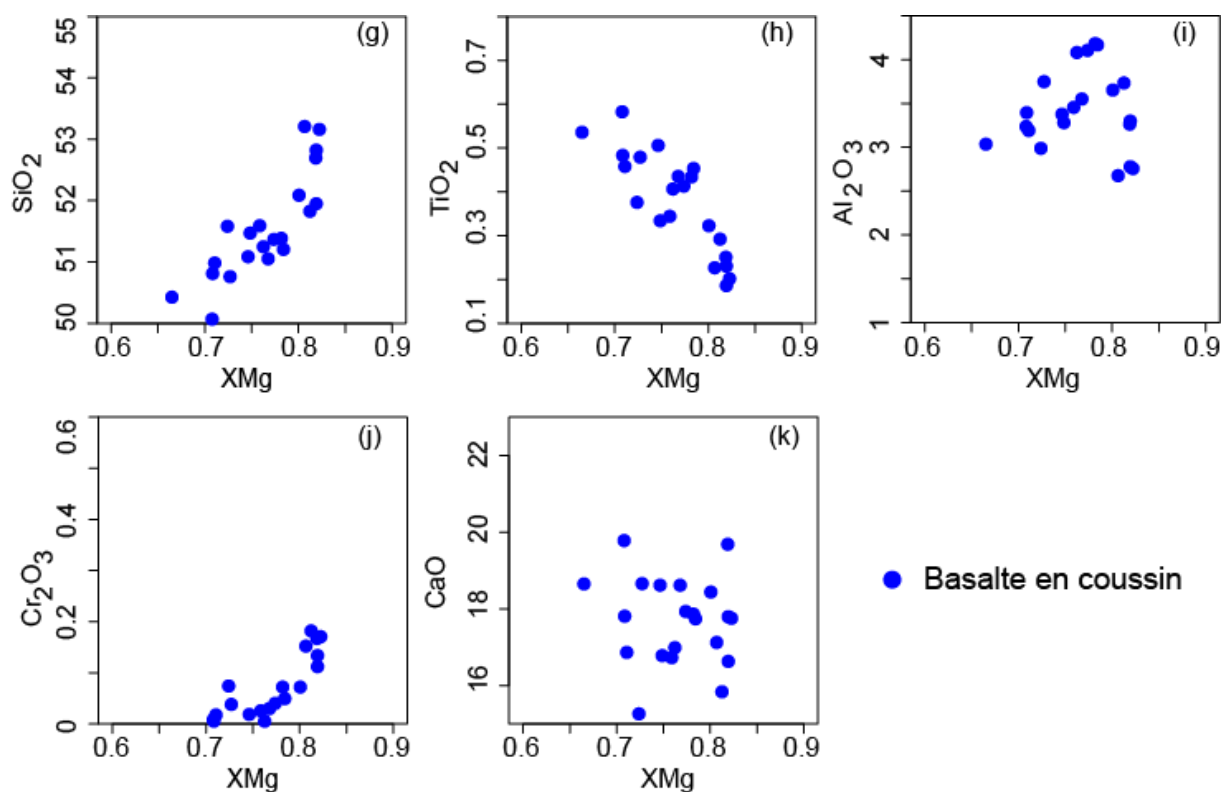 (g)
SiO₂
55
54
53
52
51
50
0.6 0.7 0.8 0.9
XMg
(h)
TiO₂
0.7
0.5
0.3
0.1
0.6 0.7 0.8 0.9
XMg
(i)
Al₂O₃
4
3
2
1
0.6 0.7 0.8 0.9
XMg
(j)
Cr₂O₃
0.6
0.4
0.2
0
0.6 0.7 0.8 0.9
XMg
(k)
CaO
22
20
18
16
0.6 0.7 0.8 0.9
XMg
Basalte en coussin